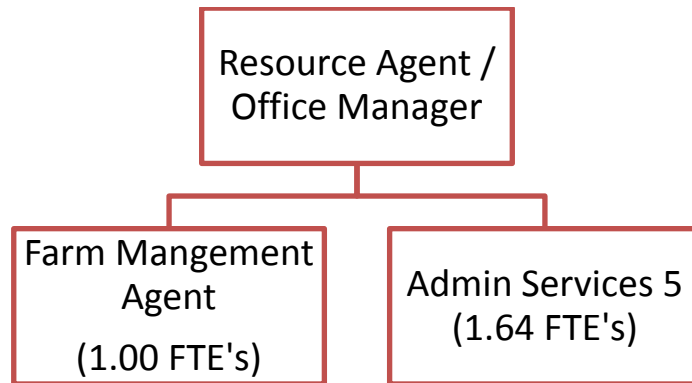 Resource Agent /
Office Manager
Farm Mangement
Agent
(1.00 FTE's)
Admin Services 5
(1.64 FTE's)